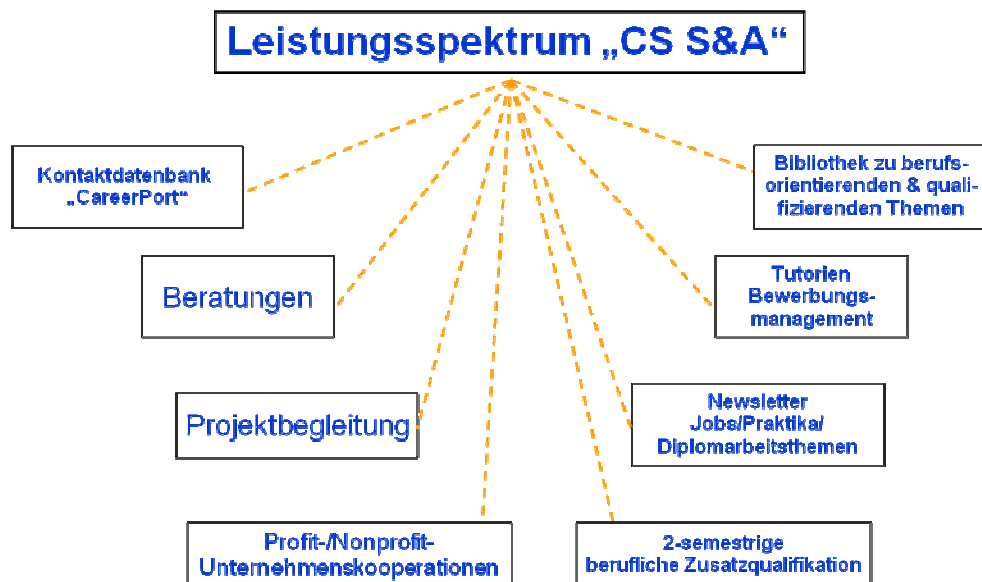 Leistungsspektrum „CS S&A“
Kontaktdatenbank
„CareerPort“
Bibliothek zu berufs-
orientierenden & quali-
fizierenden Themen
Beratungen
Tutorien
Bewerbungs-
management
Projektbegleitung
Newsletter
Jobs/Praktika/
Diplomarbeitsthemen
Profit-/Nonprofit-
Unternehmenskooperationen
2-semestrige
berufliche Zusatzqualifikation